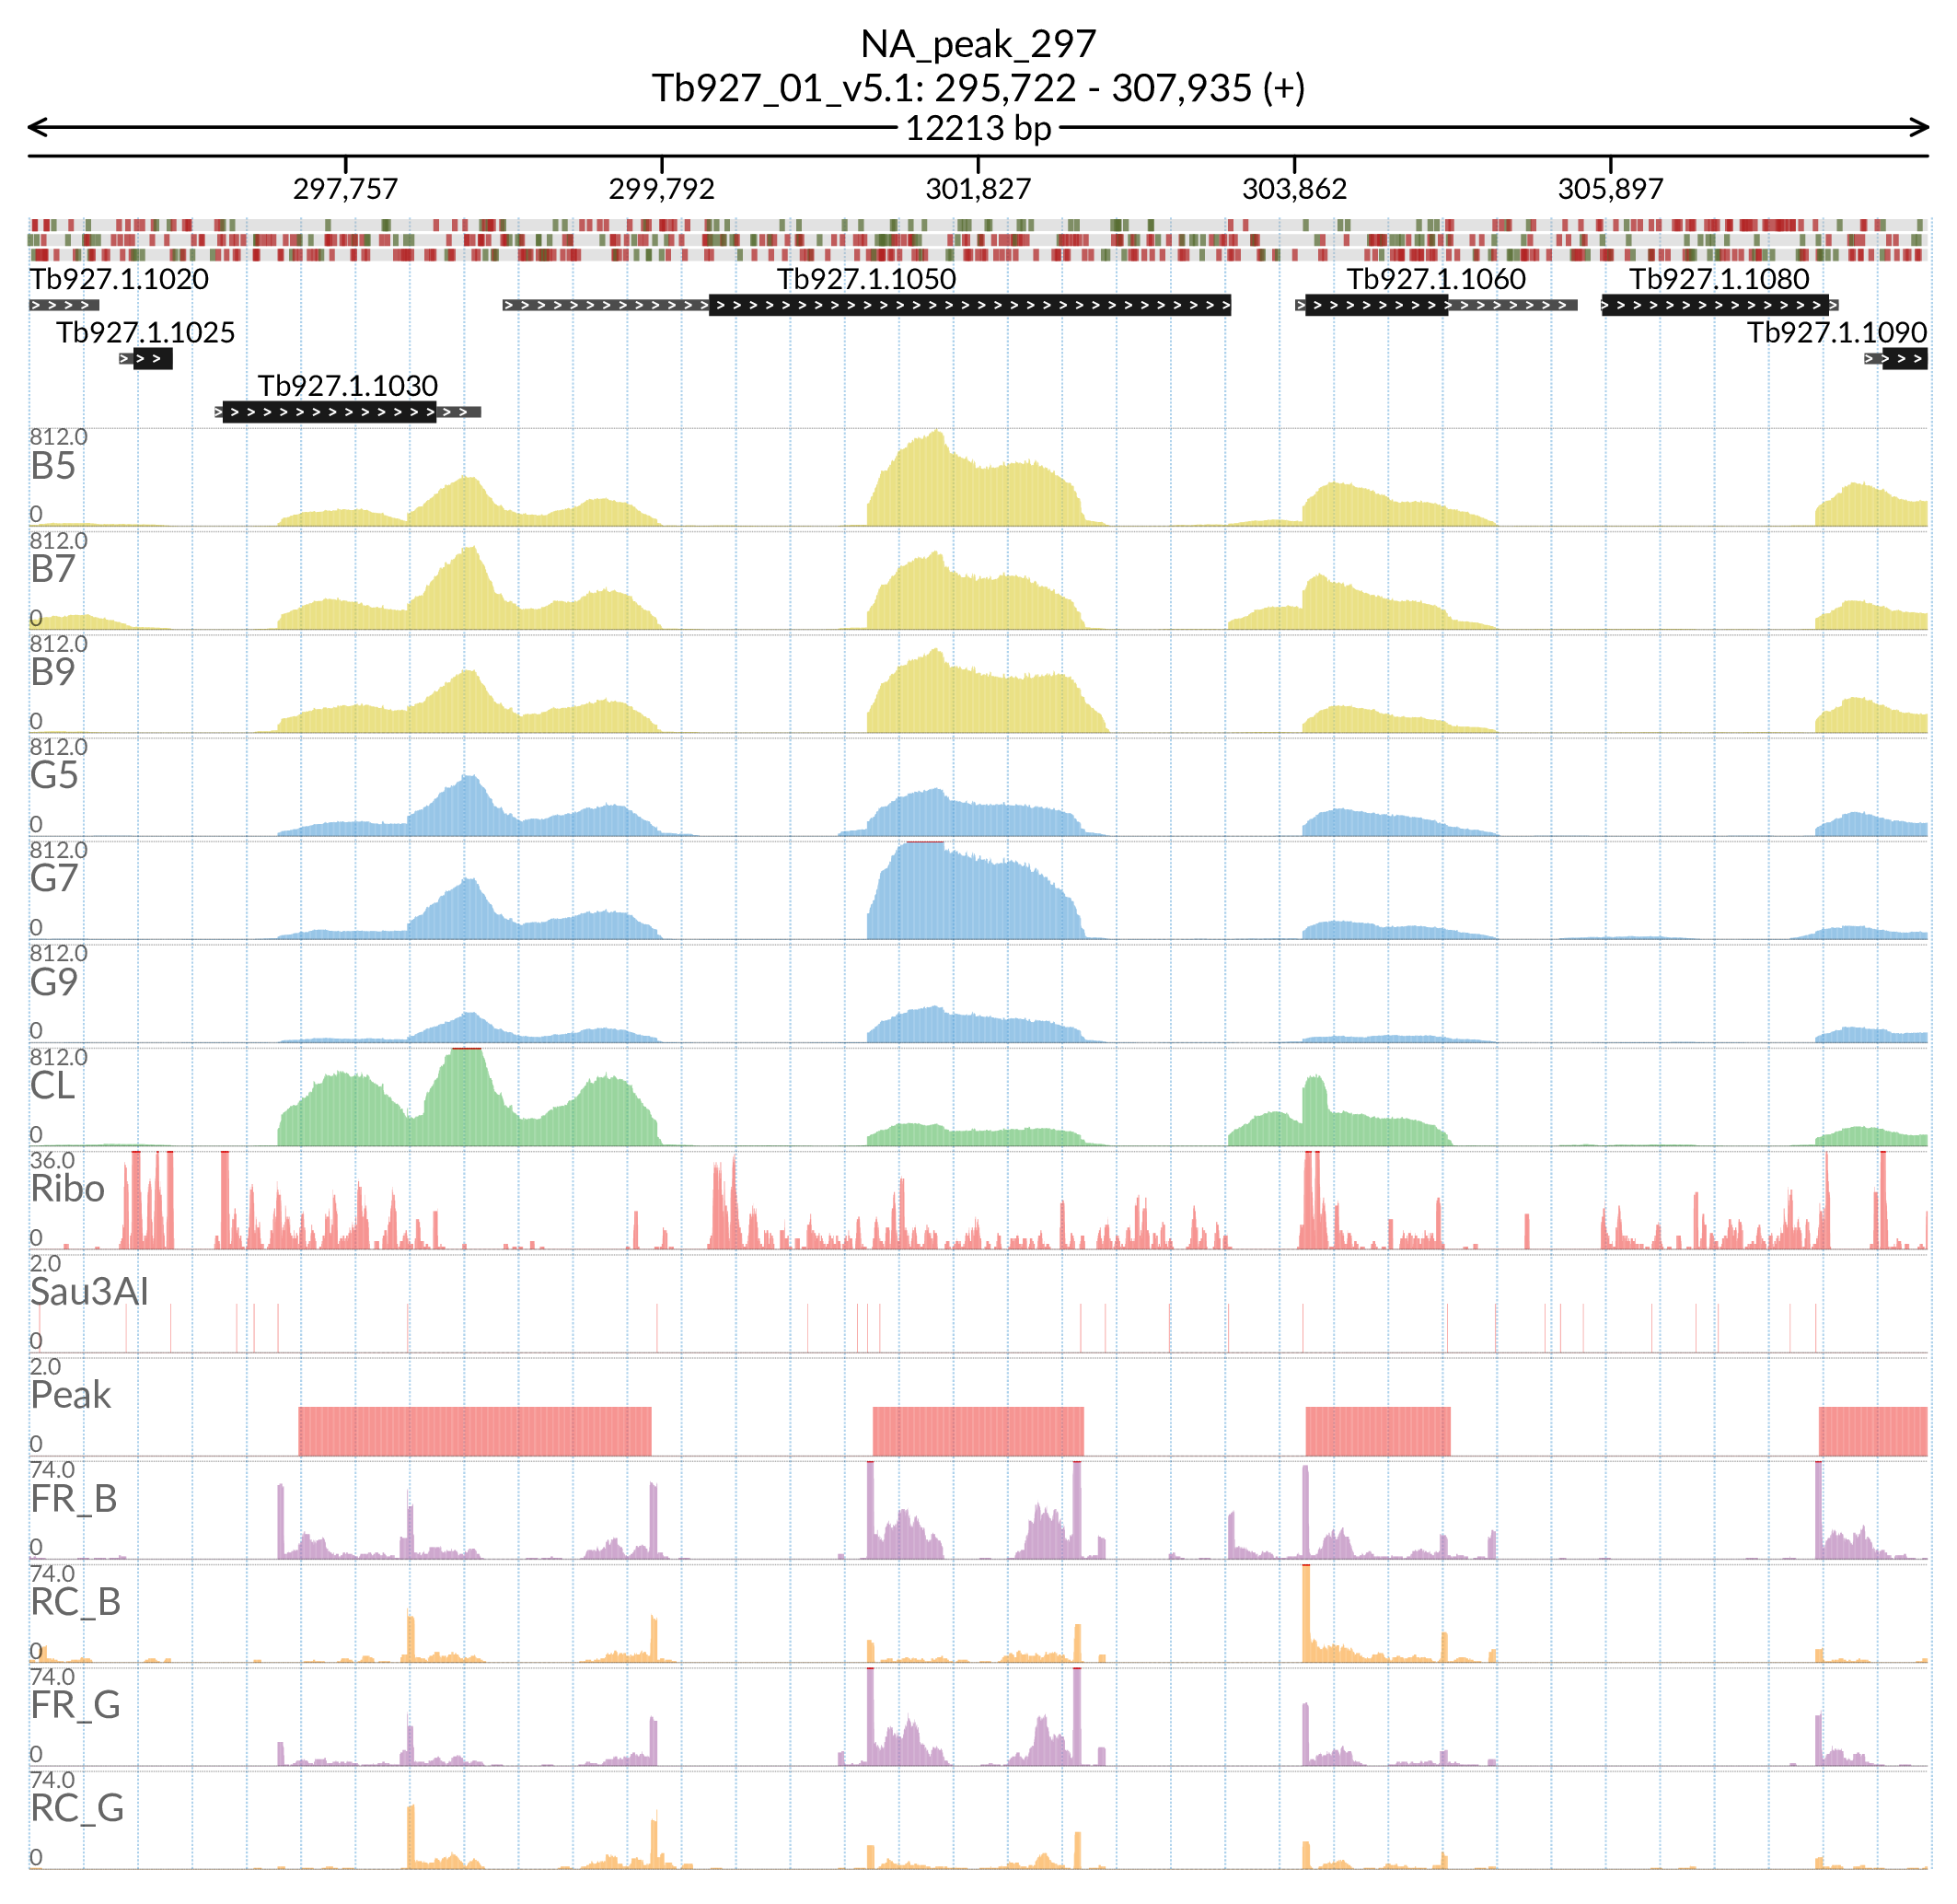 NA_peak_297
Tb927_01_v5.1: 295,722 - 307,935 (+)
12213 bp
297,757 299,792 301,827 303,862 305,897
Tb927.1.1020 Tb927.1.1050 Tb927.1.1060 Tb927.1.1080
Tb927.1.1025 Tb927.1.1090
Tb927.1.1030
812.0
B5
0
812.0
B7
0
812.0
B9
0
812.0
G5
0
812.0
G7
0
812.0
G9
0
812.0
CL
0
36.0
Ribo
0
2.0
Sau3AI
0
2.0
Peak
0
74.0
FR_B
0
74.0
RC_B
0
74.0
FR_G
0
74.0
RC_G
0